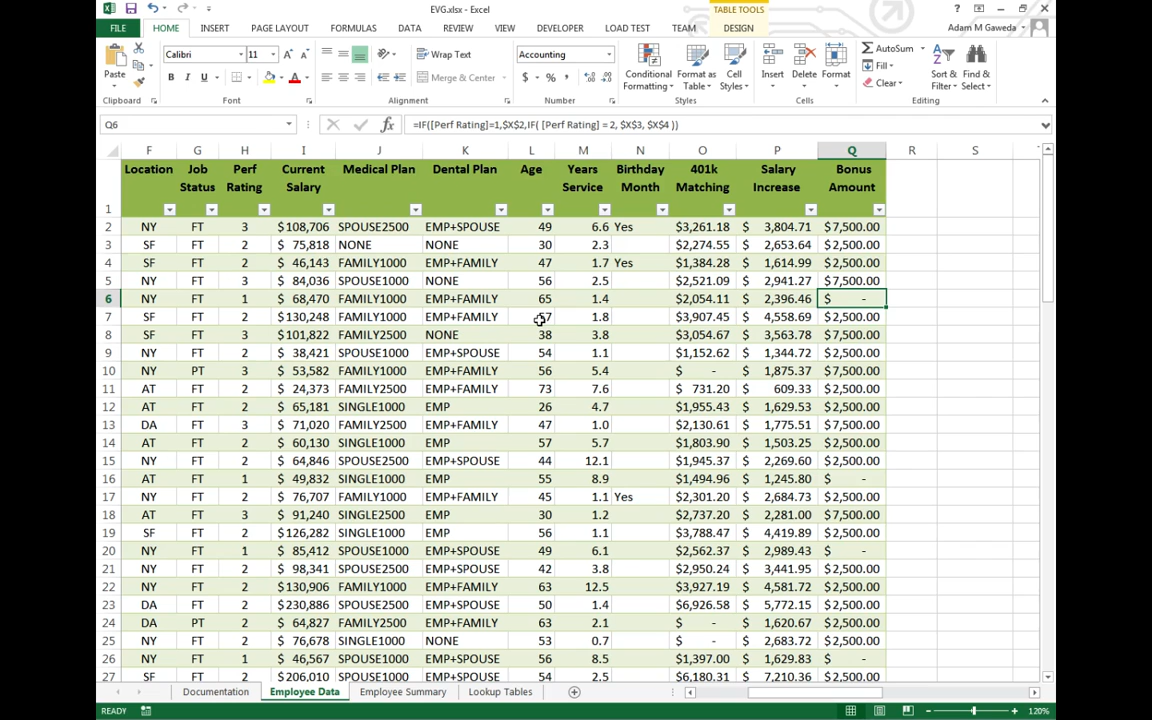 EVG.xlsx - Excel
TABLE TOOLS
FILE HOME INSERT PAGE LAYOUT FORMULAS DATA REVIEW VIEW DEVELOPER LOAD TEST TEAM DESIGN Adam M Gaweda
Paste Calibri 11 Wrap Text Accounting Conditional Format as Cell Insert Delete Format AutoSum Sort & Find &
B I U Merge & Center $ % Formatting Table Styles Fill Clear Filter Select
Clipboard Font Alignment Number Styles Cells Editing
Q6 fx =IF([Perf Rating]=1,$X$2,IF( [Perf Rating] = 2, $X$3, $X$4 ))
F G H I J K L M N O P Q R S
1 Location Job Status Perf Rating Current Salary Medical Plan Dental Plan Age Years Service Birthday Month 401k Matching Salary Increase Bonus Amount
2 NY FT 3 $108,706 SPOUSE2500 EMP+SPOUSE 49 6.6 Yes $3,261.18 $ 3,804.71 $7,500.00
3 SF FT 2 $ 75,818 NONE NONE 30 2.3 $2,274.55 $ 2,653.64 $2,500.00
4 SF FT 2 $ 46,143 FAMILY1000 EMP+FAMILY 47 1.7 Yes $1,384.28 $ 1,614.99 $2,500.00
5 NY FT 3 $ 84,036 SPOUSE1000 NONE 56 2.5 $2,521.09 $ 2,941.27 $7,500.00
6 NY FT 1 $ 68,470 FAMILY1000 EMP+FAMILY 65 1.4 $2,054.11 $ 2,396.46 $ -
7 SF FT 2 $130,248 FAMILY1000 EMP+FAMILY 1.8 $3,907.45 $ 4,558.69 $2,500.00
8 SF FT 3 $101,822 FAMILY2500 NONE 38 3.8 $3,054.67 $ 3,563.78 $7,500.00
9 NY FT 2 $ 38,421 SPOUSE1000 EMP+SPOUSE 54 1.1 $1,152.62 $ 1,344.72 $2,500.00
10 NY PT 3 $ 53,582 FAMILY1000 EMP+FAMILY 56 5.4 $ - $ 1,875.37 $7,500.00
11 AT FT 2 $ 24,373 FAMILY2500 EMP+FAMILY 73 7.6 $ 731.20 $ 609.33 $2,500.00
12 AT FT 2 $ 65,181 SINGLE1000 EMP 26 4.7 $1,955.43 $ 1,629.53 $2,500.00
13 DA FT 3 $ 71,020 FAMILY1000 EMP+FAMILY 47 1.0 $2,130.61 $ 1,775.51 $7,500.00
14 AT FT 2 $ 60,130 SINGLE1000 EMP 57 5.7 $1,803.90 $ 1,503.25 $2,500.00
15 NY FT 2 $ 64,846 SPOUSE2500 EMP+SPOUSE 44 12.1 $1,945.37 $ 2,269.60 $2,500.00
16 AT FT 1 $ 49,832 SINGLE1000 EMP 55 8.9 $1,494.96 $ 1,245.80 $ -
17 NY FT 2 $ 76,707 FAMILY1000 EMP+FAMILY 45 1.1 Yes $2,301.20 $ 2,684.73 $2,500.00
18 AT FT 3 $ 91,240 SINGLE2500 EMP 30 1.2 $2,737.20 $ 2,281.00 $7,500.00
19 SF FT 2 $126,282 SINGLE1000 EMP 56 1.1 $3,788.47 $ 4,419.89 $2,500.00
20 NY FT 1 $ 85,412 SPOUSE1000 EMP+SPOUSE 49 6.1 $2,562.37 $ 2,989.43 $ -
21 NY FT 2 $ 98,341 SPOUSE2500 EMP+SPOUSE 42 3.8 $2,950.24 $ 3,441.95 $2,500.00
22 NY FT 2 $130,906 FAMILY1000 EMP+FAMILY 63 12.5 $3,927.19 $ 4,581.72 $2,500.00
23 DA FT 2 $230,886 SPOUSE2500 EMP+SPOUSE 50 1.4 $6,926.58 $ 5,772.15 $2,500.00
24 DA PT 2 $ 64,827 FAMILY2500 EMP+FAMILY 63 2.1 $ - $ 1,620.67 $2,500.00
25 NY FT 2 $ 76,678 SINGLE1000 NONE 53 0.7 $ - $ 2,683.72 $2,500.00
26 NY FT 1 $ 46,567 SPOUSE1000 EMP+SPOUSE 56 8.5 $1,397.00 $ 1,629.83 $ -
27 SF FT 2 $206,010 SPOUSE2500 EMP+SPOUSE 54 2.5 $6,180.31 $ 7,210.36 $2,500.00
Documentation Employee Data Employee Summary Lookup Tables
READY 120%